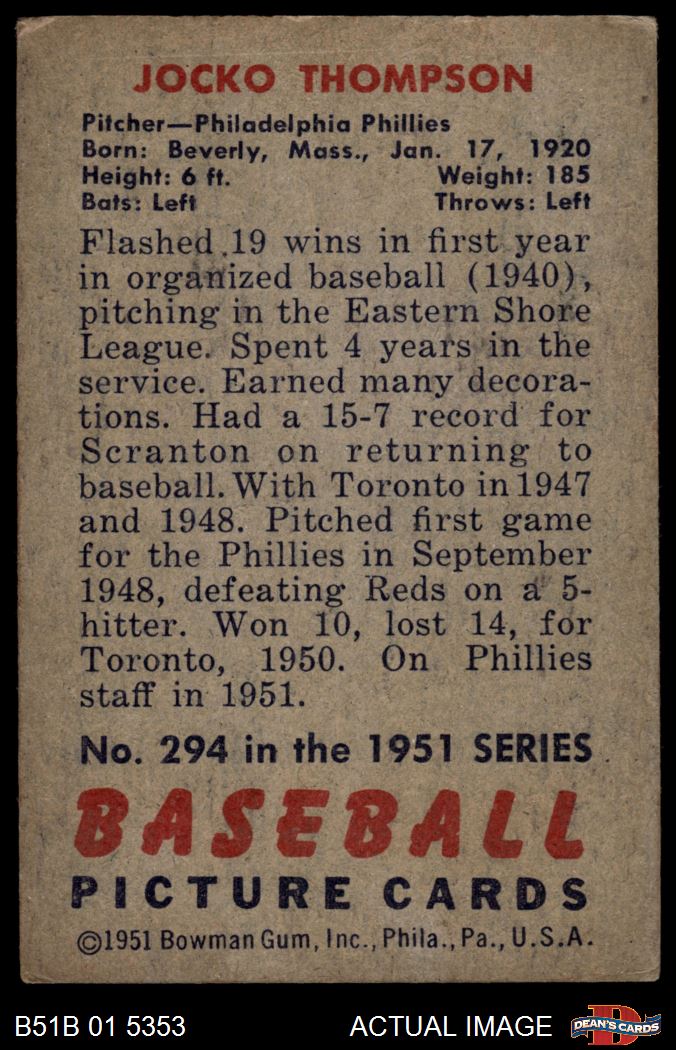 JOCKO THOMPSON
Pitcher—Philadelphia Phillies
Born: Beverly, Mass., Jan. 17, 1920
Height: 6 ft. Weight: 185
Bats: Left Throws: Left
Flashed 19 wins in first year
in organized baseball (1940),
pitching in the Eastern Shore
League. Spent 4 years in the
service. Earned many decora-
tions. Had a 15-7 record for
Scranton on returning to
baseball. With Toronto in 1947
and 1948. Pitched first game
for the Phillies in September
1948, defeating Reds on a 5-
hitter. Won 10, lost 14, for
Toronto, 1950. On Phillies
staff in 1951.
No. 294 in the 1951 SERIES
BASEBALL
PICTURE CARDS
©1951 Bowman Gum, Inc., Phila., Pa., U.S.A.
B51B 01 5353 ACTUAL IMAGE D DEAN'S CARDS